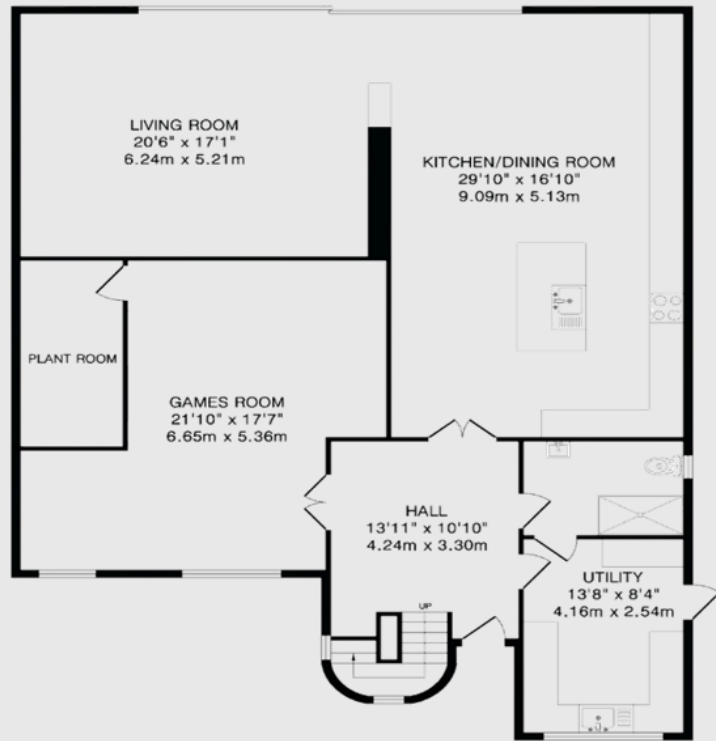 LIVING ROOM
20'6" x 17'1"
6.24m x 5.21m
KITCHEN/DINING ROOM
29'10" x 16'10"
9.09m x 5.13m
PLANT ROOM
GAMES ROOM
21'10" x 17'7"
6.65m x 5.36m
HALL
13'11" x 10'10"
4.24m x 3.30m
UTILITY
13'8" x 8'4"
4.16m x 2.54m
UP